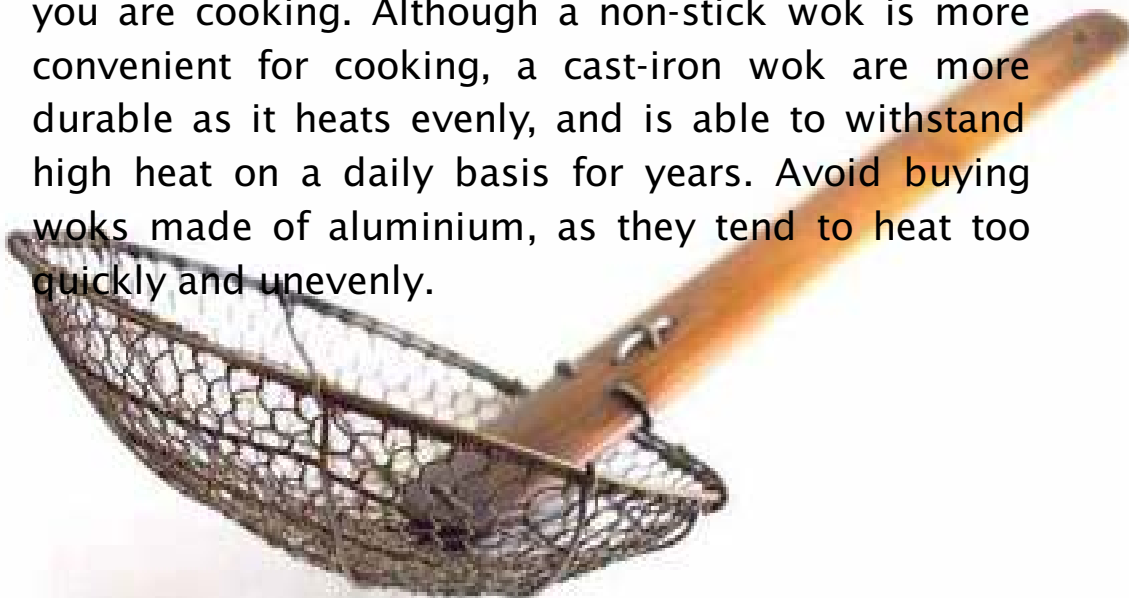 you are cooking. Although a non-stick wok is more
convenient for cooking, a cast-iron wok are more
durable as it heats evenly, and is able to withstand
high heat on a daily basis for years. Avoid buying
woks made of aluminium, as they tend to heat too
quickly and unevenly.